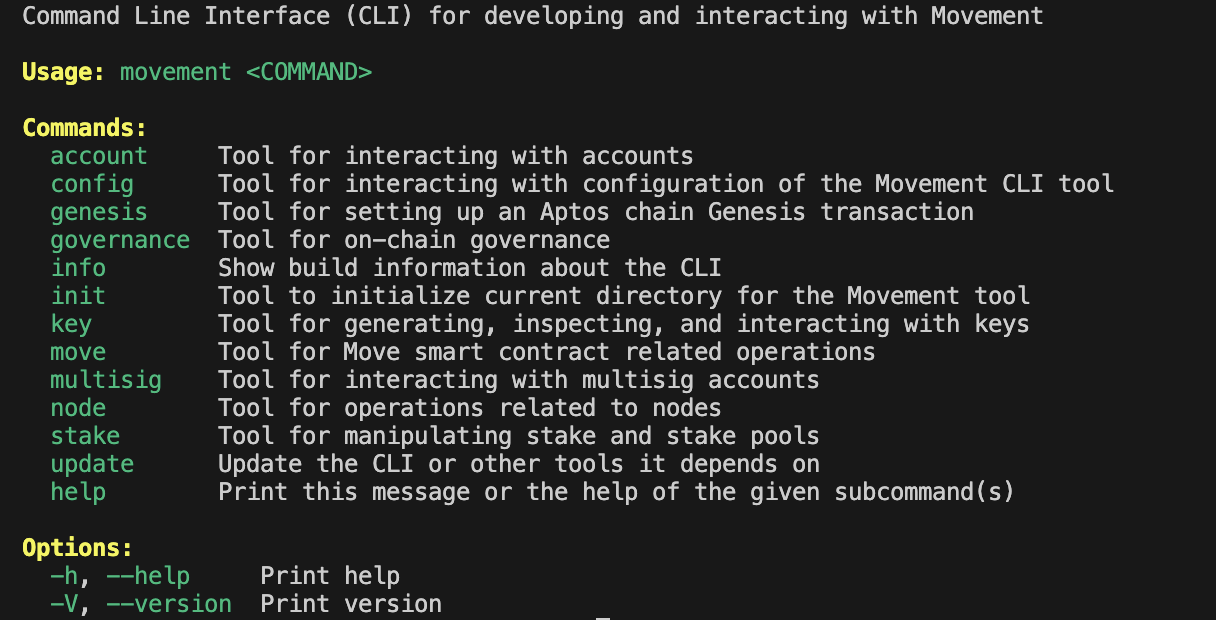 Command Line Interface (CLI) for developing and interacting with Movement
Usage: movement <COMMAND>
Commands:
account Tool for interacting with accounts
config Tool for interacting with configuration of the Movement CLI tool
genesis Tool for setting up an Aptos chain Genesis transaction
governance Tool for on-chain governance
info Show build information about the CLI
init Tool to initialize current directory for the Movement tool
key Tool for generating, inspecting, and interacting with keys
move Tool for Move smart contract related operations
multisig Tool for interacting with multisig accounts
node Tool for operations related to nodes
stake Tool for manipulating stake and stake pools
update Update the CLI or other tools it depends on
help Print this message or the help of the given subcommand(s)
Options:
-h, --help Print help
-V, --version Print version